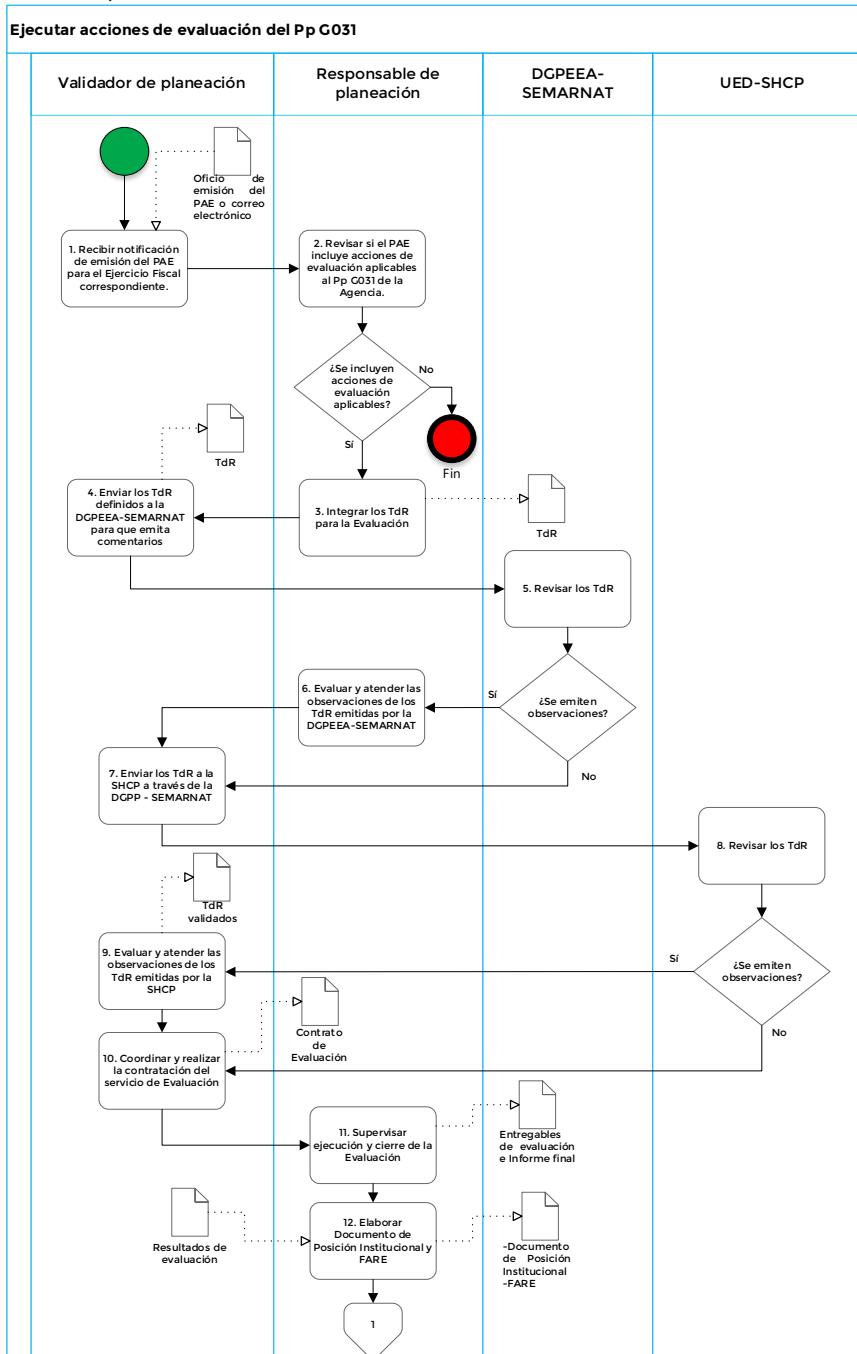 Ejecutar acciones de evaluación del Pp G031
Validador de planeación
Responsable de
planeación
DGPEEA-
SEMARNAT
UED-SHCP
Oficio de
emisión del
PAE o correo
electrónico
1. Recibir notificación
de emisión del PAE
para el Ejercicio Fiscal
correspondiente.
2. Revisar si el PAE
incluye acciones de
evaluación aplicables
al Pp G031 de la
Agencia.
¿Se incluyen
acciones de
evaluación
aplicables?
No
Sí
Fin
TdR
4. Enviar los TdR
definidos a la
DGPEEA-SEMARNAT
para que emita
comentarios
3. Integrar los TdR
para la Evaluación
TdR
5. Revisar los TdR
6. Evaluar y atender las
observaciones de los
TdR emitidas por la
DGPEEA-SEMARNAT
Sí
¿Se emiten
observaciones?
No
7. Enviar los TdR a la
SHCP a través de la
DGPP - SEMARNAT
8. Revisar los TdR
TdR
validados
9. Evaluar y atender las
observaciones de los
TdR emitidas por la
SHCP
Sí
¿Se emiten
observaciones?
No
Contrato
de
Evaluación
10. Coordinar y realizar
la contratación del
servicio de Evaluación
11. Supervisar
ejecución y cierre de la
Evaluación
Entregables
de evaluación
e Informe final
Resultados de
evaluación
12. Elaborar
Documento de
Posición Institucional y
FARE
-Documento
de Posición
Institucional
-FARE
1